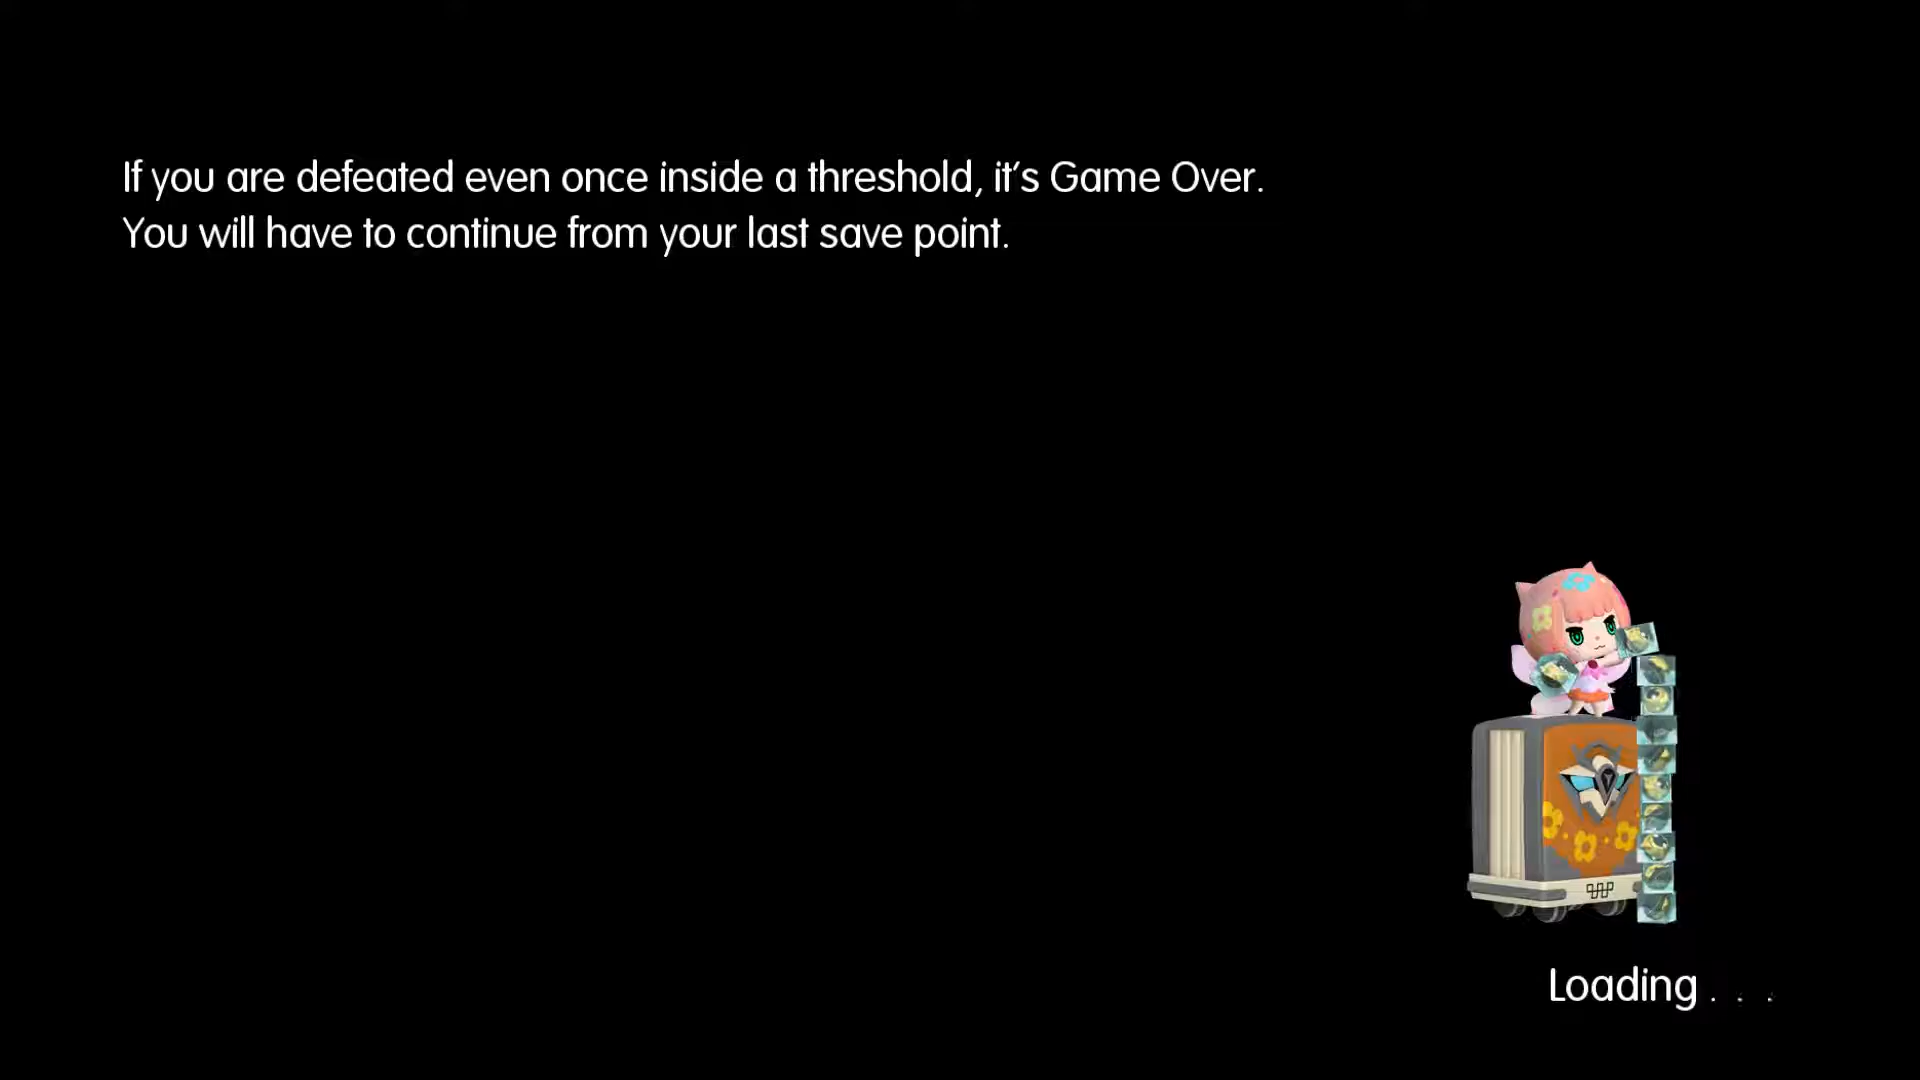 If you are defeated even once inside a threshold, it's Game Over.
You will have to continue from your last save point.
Loading . . .